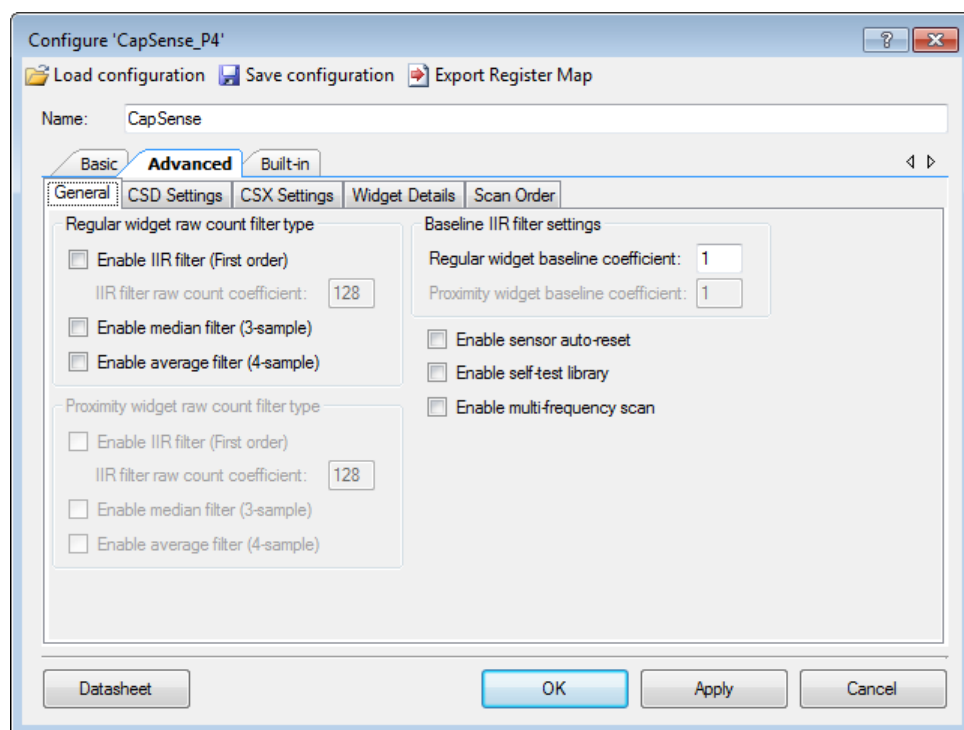 Configure 'CapSense_P4'
Load configuration Save configuration Export Register Map
Name: CapSense
Basic Advanced Built-in
General CSD Settings CSX Settings Widget Details Scan Order
Regular widget raw count filter type
Enable IIR filter (First order)
IIR filter raw count coefficient: 128
Enable median filter (3-sample)
Enable average filter (4-sample)
Proximity widget raw count filter type
Enable IIR filter (First order)
IIR filter raw count coefficient: 128
Enable median filter (3-sample)
Enable average filter (4-sample)
Baseline IIR filter settings
Regular widget baseline coefficient: 1
Proximity widget baseline coefficient: 1
Enable sensor auto-reset
Enable self-test library
Enable multi-frequency scan
Datasheet OK Apply Cancel